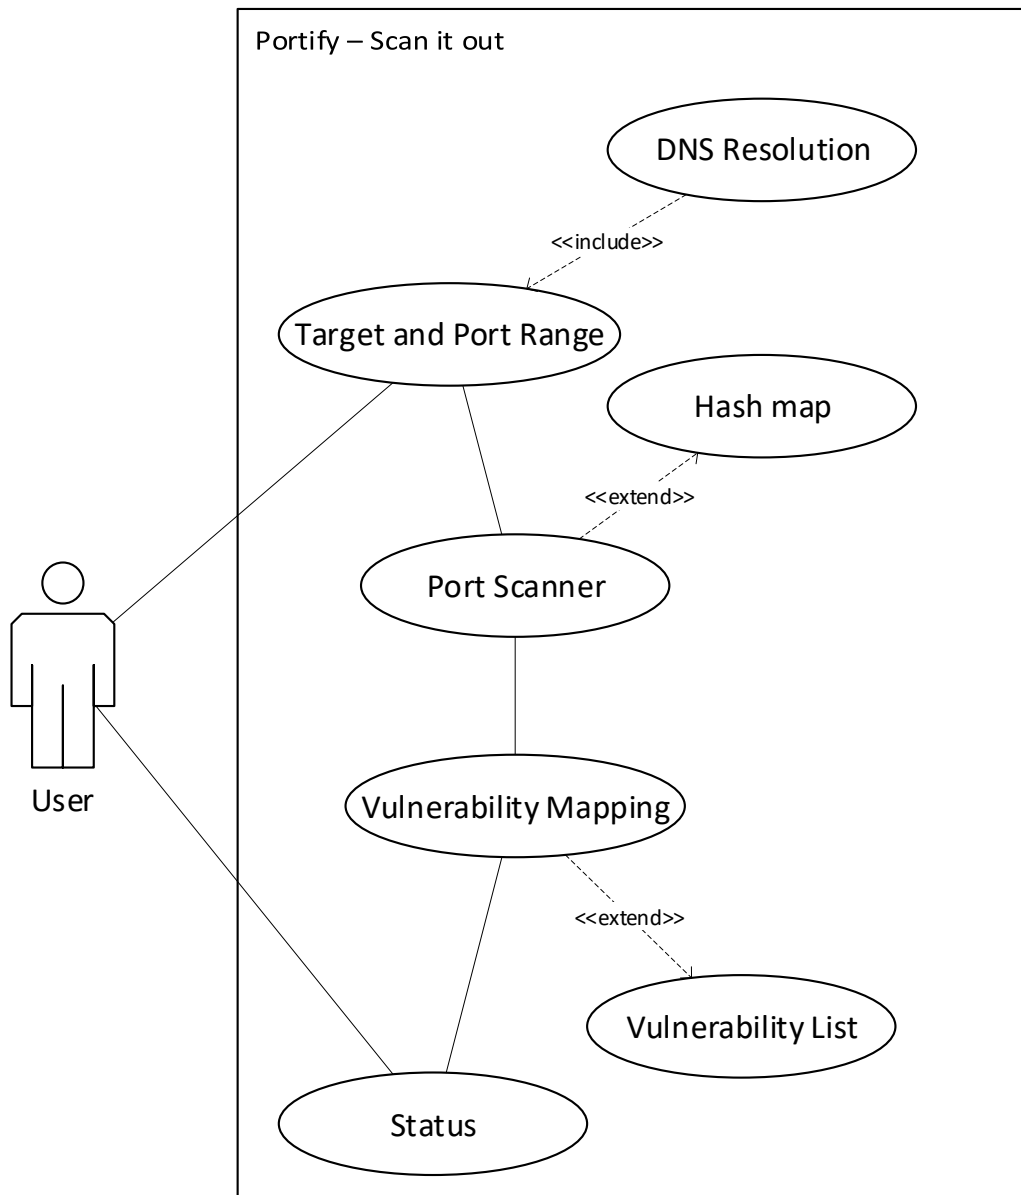 Portify – Scan it out
DNS Resolution
<<include>>
Target and Port Range
Hash map
<<extend>>
Port Scanner
User
Vulnerability Mapping
<<extend>>
Vulnerability List
Status